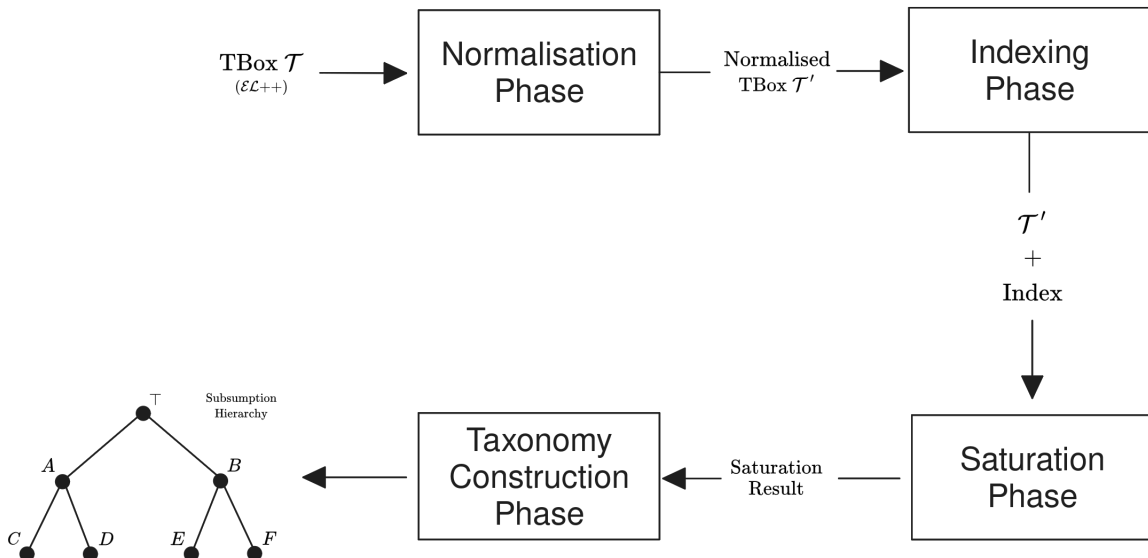 TBox 𝒯
(ℰℒ++)
Normalisation
Phase
Normalised
TBox 𝒯′
Indexing
Phase
𝒯′
+
Index
Saturation
Phase
Saturation
Result
Taxonomy
Construction
Phase
Subsumption
Hierarchy
⊤
A
B
C
D
E
F